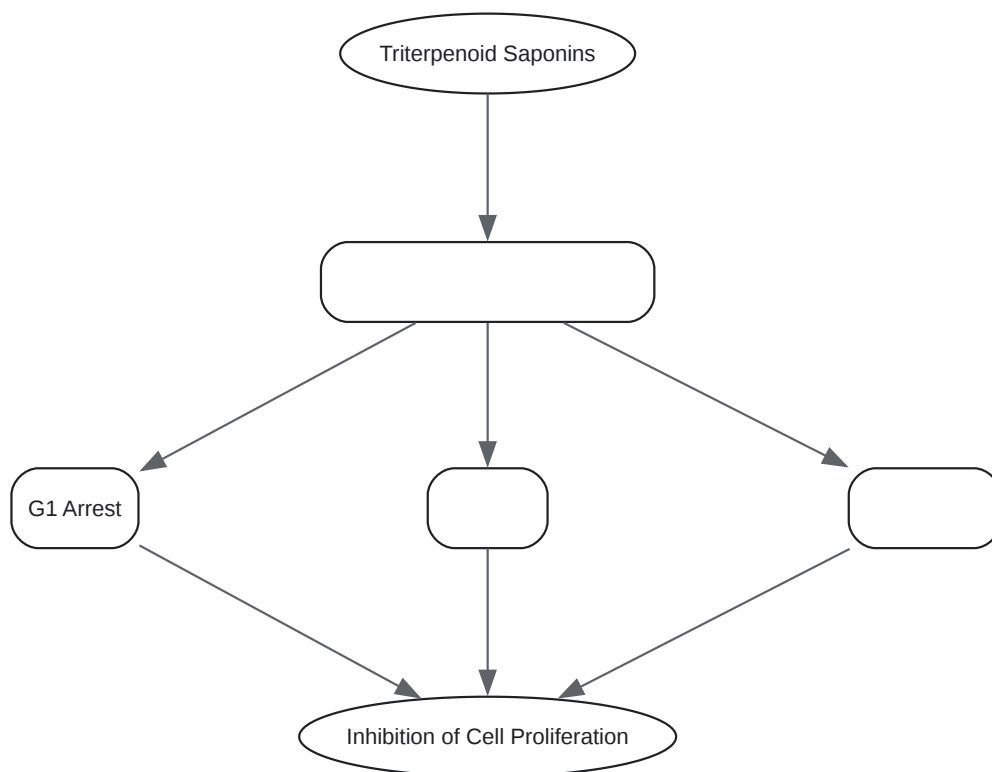 Triterpenoid Saponins
G1 Arrest
Inhibition of Cell Proliferation